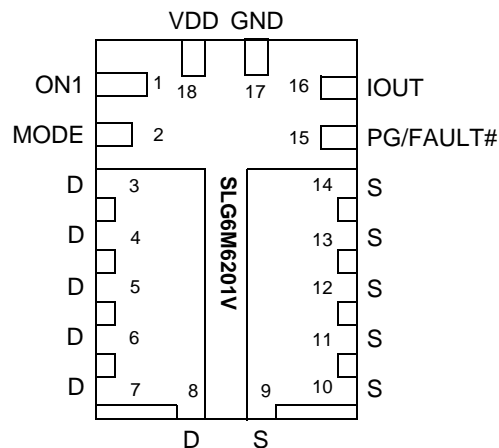 VDD GND
ON1 1 18 17 16 IOUT
MODE 2 15 PG/FAULT#
D 3 14 S
D 4 13 S
D 5 12 S
D 6 11 S
D 7 8 9 10 S
D S
SLG6M6201V